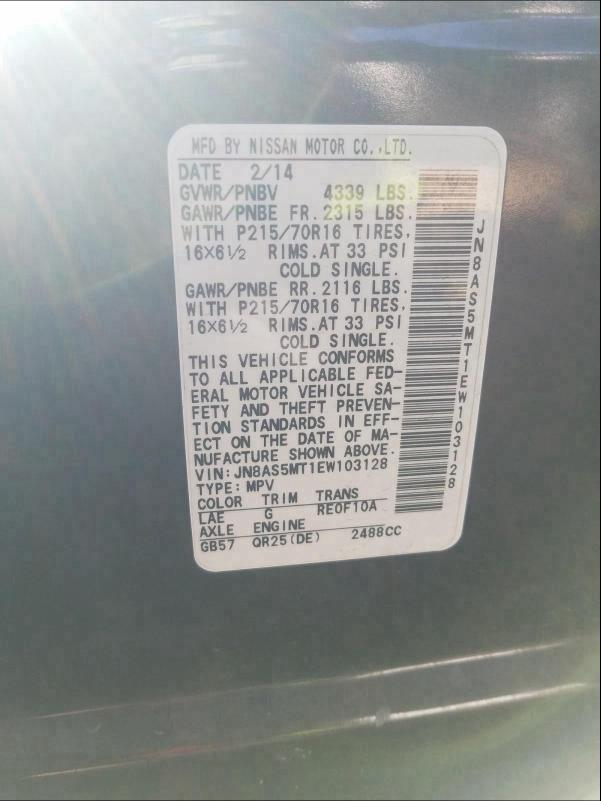 MFD BY NISSAN MOTOR CO.,LTD.
DATE 2/14
GVWR/PNBV 4339 LBS.
GAWR/PNBE FR. 2315 LBS.
WITH P215/70R16 TIRES,
16×6½ RIMS.AT 33 PSI
COLD SINGLE.
GAWR/PNBE RR. 2116 LBS.
WITH P215/70R16 TIRES,
16×6½ RIMS.AT 33 PSI
COLD SINGLE.
THIS VEHICLE CONFORMS
TO ALL APPLICABLE FED-
ERAL MOTOR VEHICLE SA-
FETY AND THEFT PREVEN-
TION STANDARDS IN EFF-
ECT ON THE DATE OF MA-
NUFACTURE SHOWN ABOVE.
VIN:JN8AS5MT1EW103128
TYPE:MPV
COLOR TRIM TRANS
LAE G RE0F10A
AXLE ENGINE
GB57 QR25(DE) 2488CC
JN8AS5MT1EW103128